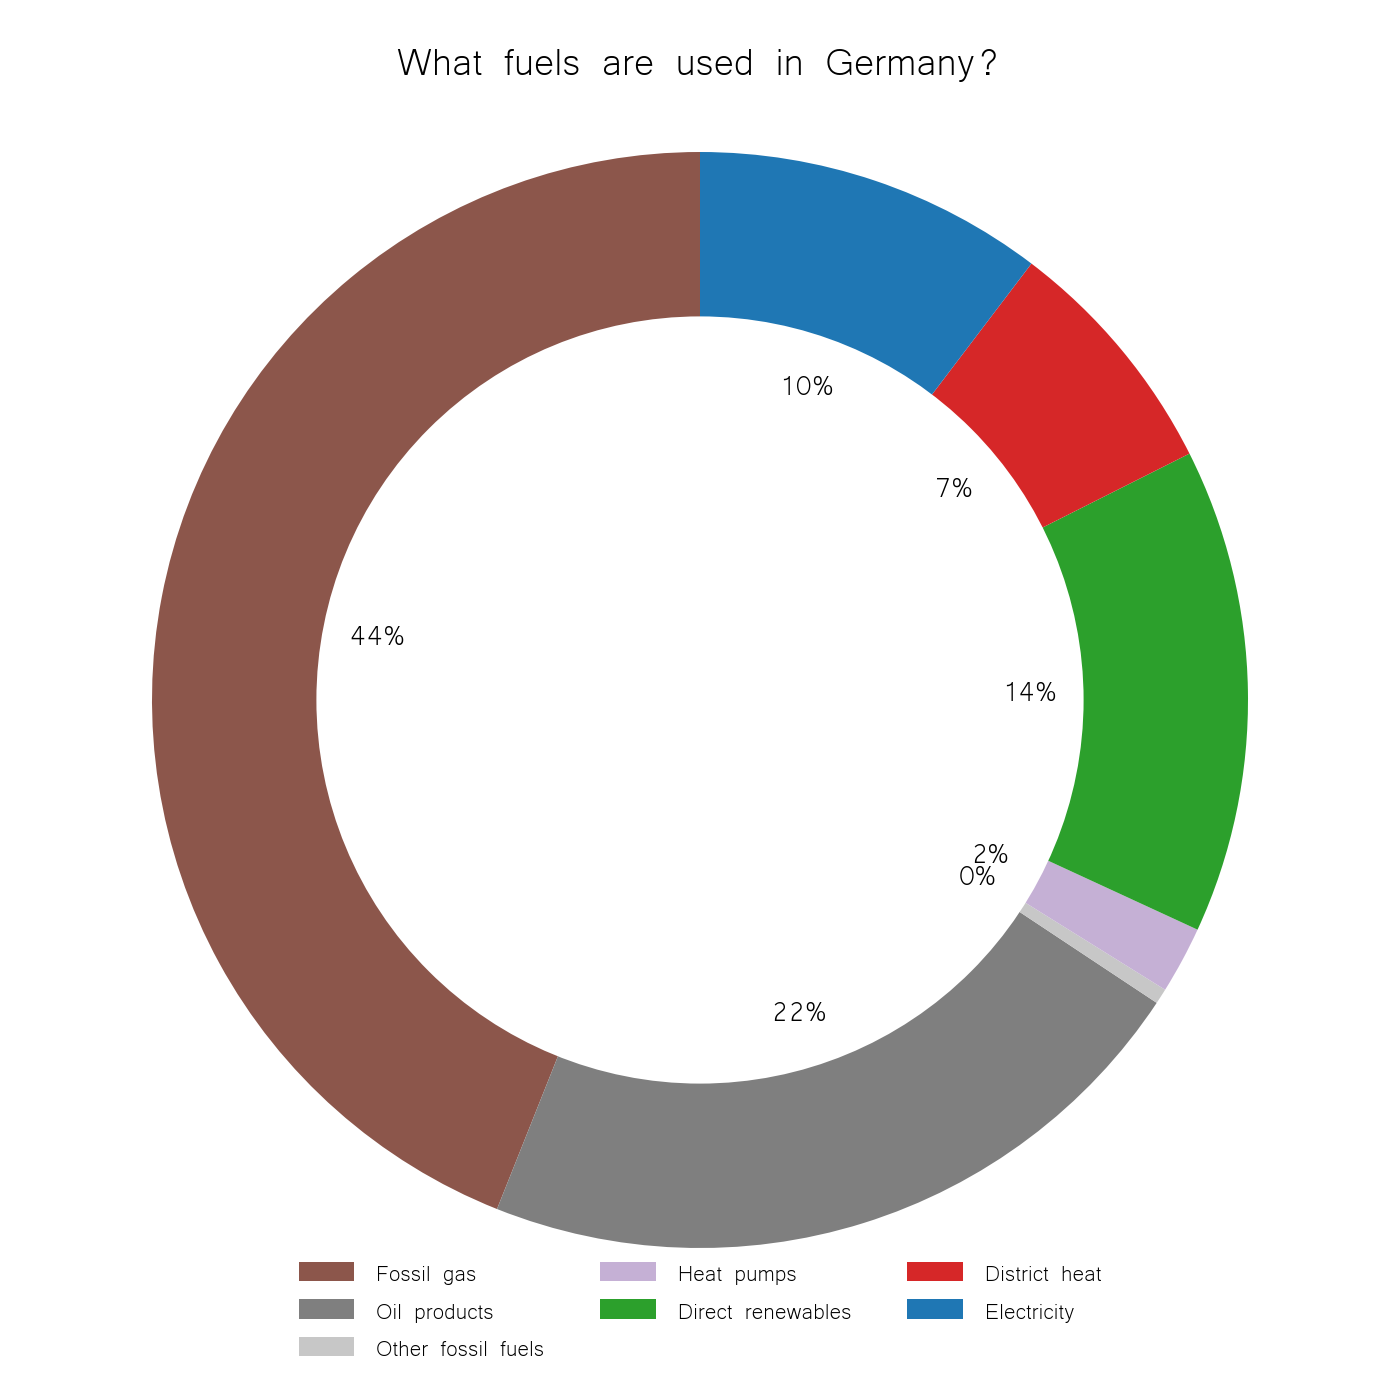 What fuels are used in Germany?
10%
7%
44%
14%
2%
0%
22%
Fossil gas
Oil products
Other fossil fuels
Heat pumps
Direct renewables
District heat
Electricity